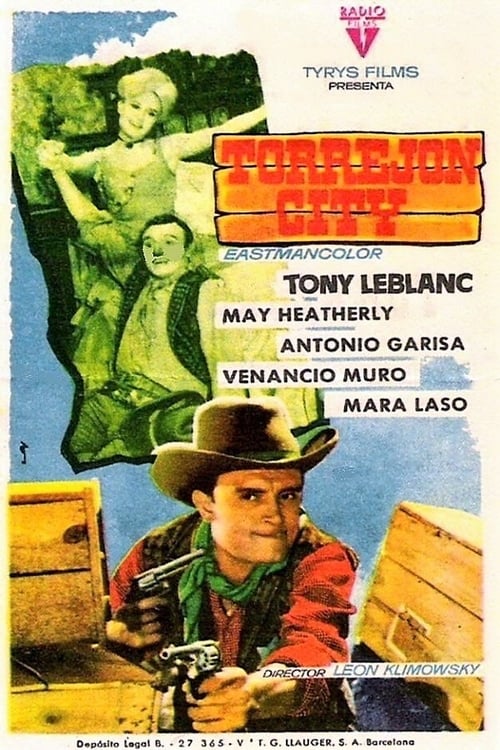 RADIO
FILMS
TYRYS FILMS
PRESENTA
TORREJON
CITY
EASTMANCOLOR
TONY LEBLANC
MAY HEATHERLY
ANTONIO GARISA
VENANCIO MURO
MARA LASO
DIRECTOR LEON KLIMOWSKY
Depósito Legal B. - 27 365 - V T. G. LLAUGER, S. A. Barcelona